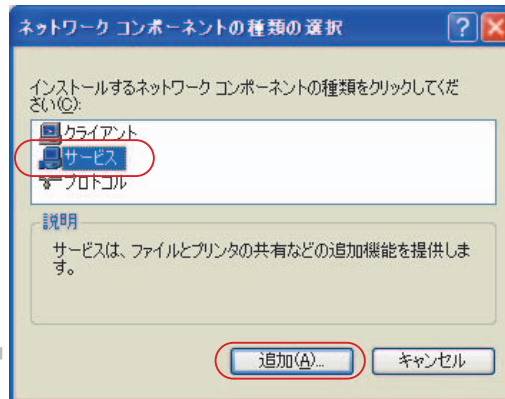 ネットワーク コンポーネントの種類の選択
インストールするネットワーク コンポーネントの種類をクリックしてくだ
さい(C):
クライアント
サービス
プロトコル
説明
サービスは、ファイルとプリンタの共有などの追加機能を提供しま
す。
追加(A)...
キャンセル